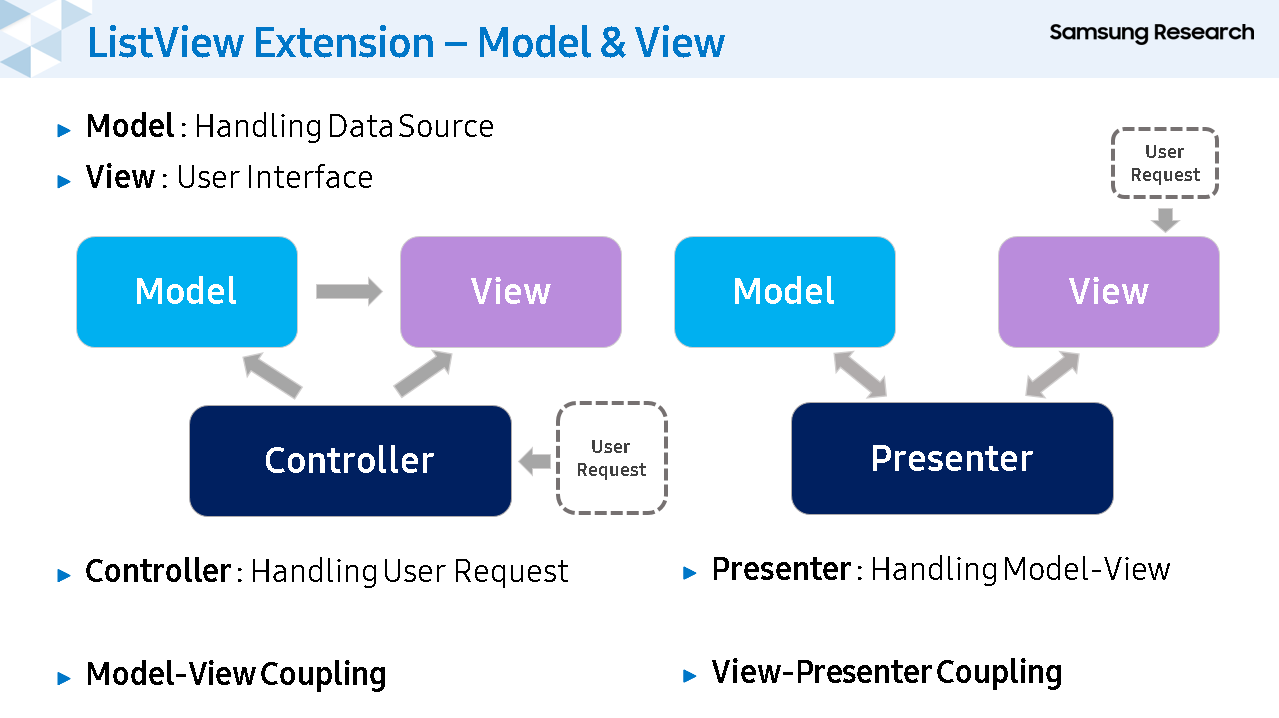 ListView Extension – Model & View
Samsung Research
► Model : Handling Data Source
► View : User Interface
Model
View
Controller
User
Request
User
Request
Model
View
Presenter
► Controller : Handling User Request
► Model-View Coupling
► Presenter : Handling Model-View
► View-Presenter Coupling